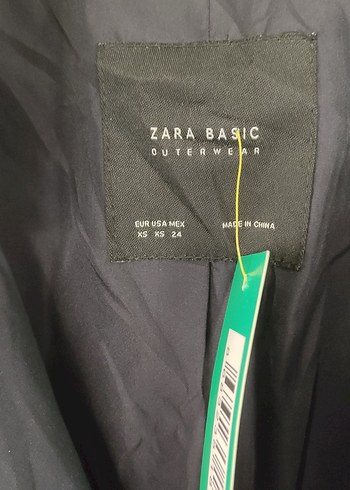 ZARA BASIC
OUTERWEAR
EUR USA MEX
XS XS 24
MADE IN CHINA